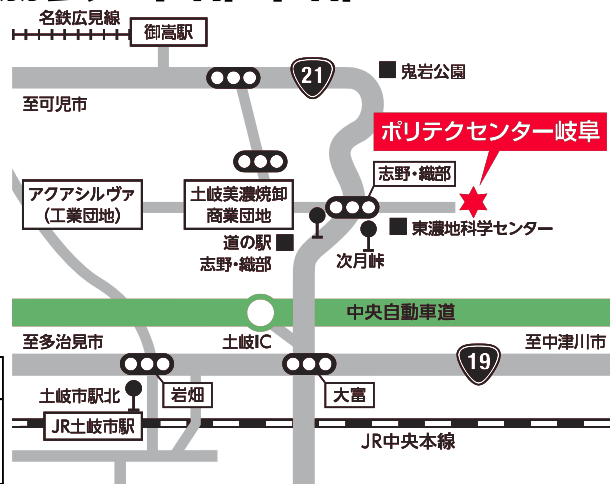 名鉄広見線
御嵩駅
21
鬼岩公園
至可児市
ポリテクセンター岐阜
志野・織部
アクアシルヴァ
(工業団地)
土岐美濃焼卸
商業団地
東濃地科学センター
道の駅
志野・織部
次月峠
中央自動車道
至多治見市
土岐IC
至中津川市
19
土岐市駅北
岩畑
大富
JR土岐市駅
JR中央本線